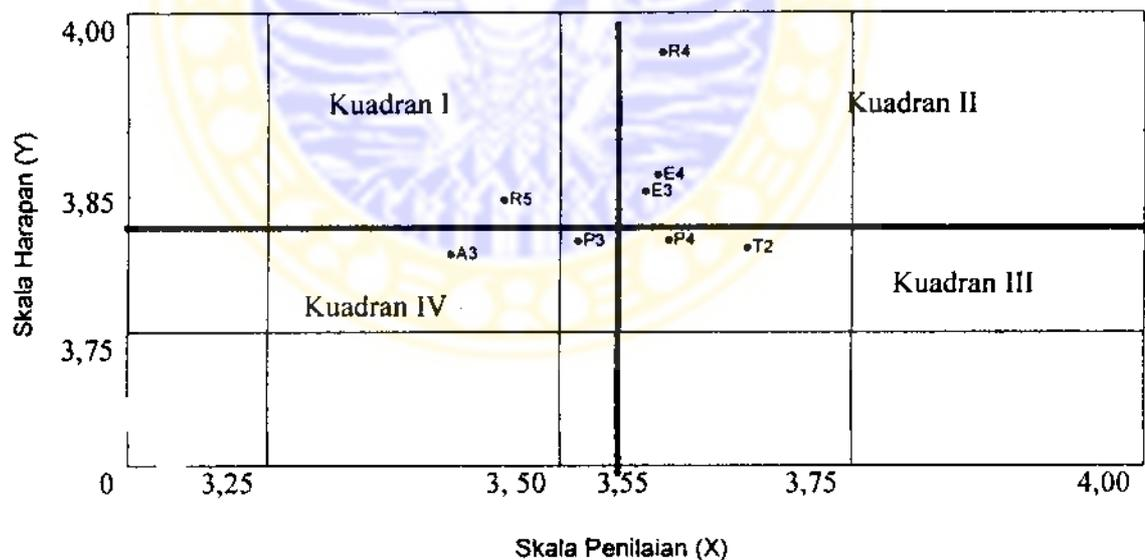 4,00
•R4
Kuadran I
Kuadran II
Skala Harapan (Y)
•E4
•E3
3,85
•R5
•P3
•P4
•T2
•A3
Kuadran III
Kuadran IV
3,75
0
3,25
3, 50
3,55
3,75
4,00
Skala Penilaian (X)